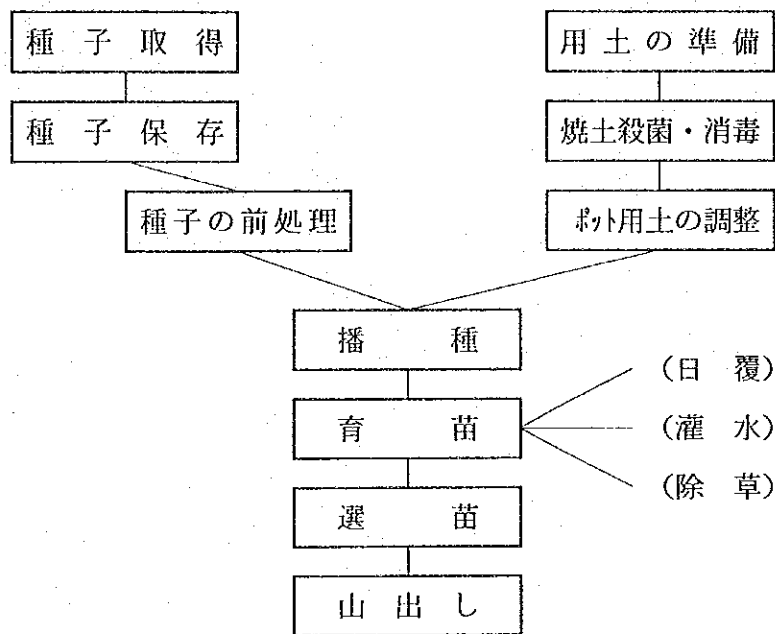 種子取得
用土の準備
種子保存
焼土殺菌・消毒
種子の前処理
ポット用土の調整
播種
(日覆)
育苗
(灌水)
(除草)
選苗
山出し